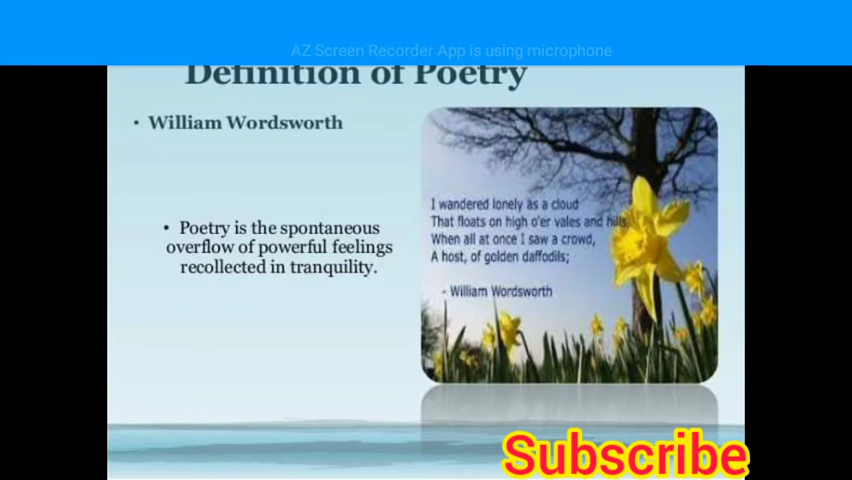 AZ Screen Recorder App is using microphone
Definition of Poetry
• William Wordsworth
• Poetry is the spontaneous
overflow of powerful feelings
recollected in tranquility.
I wandered lonely as a cloud
That floats on high o'er vales and hills,
When all at once I saw a crowd,
A host, of golden daffodils;
- William Wordsworth
Subscribe